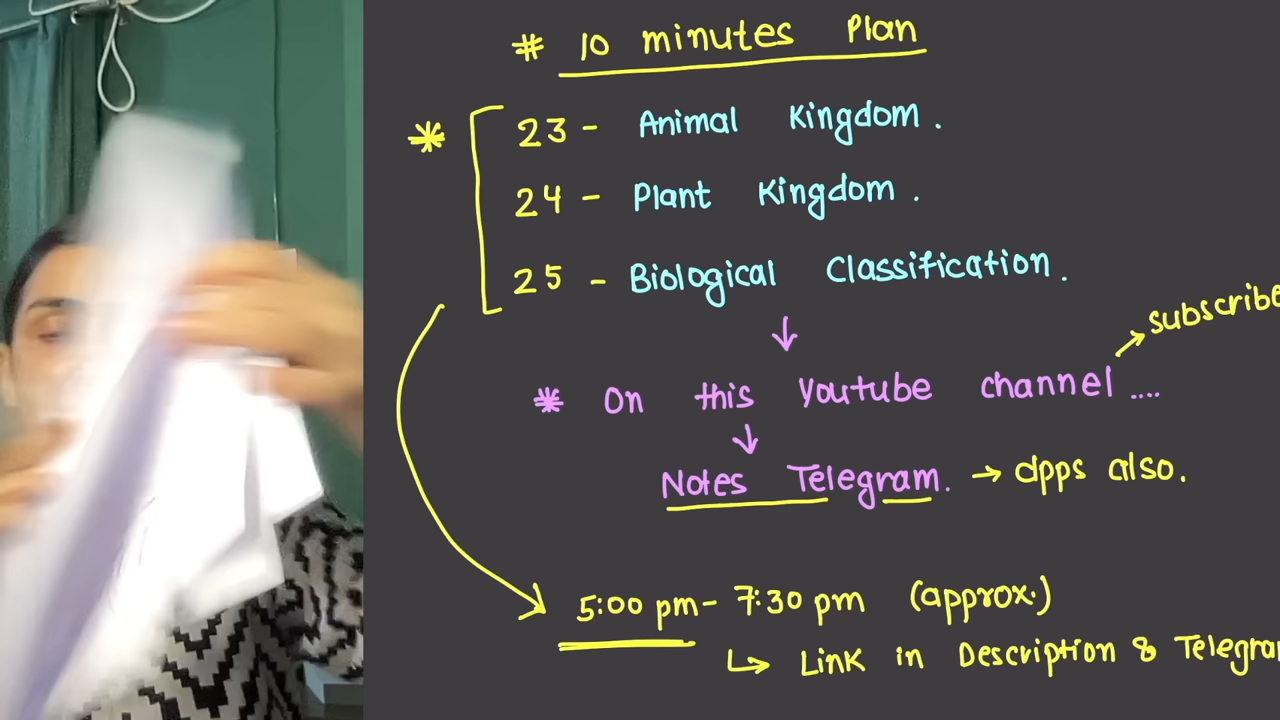 # 10 minutes Plan
* 23 - Animal Kingdom.
24 - Plant Kingdom.
25 - Biological Classification.
↓
→ subscribe
* On this Youtube channel ....
↓
Notes Telegram. → dpps also.
5:00 pm - 7:30 pm (approx.)
↳ Link in Description & Telegra